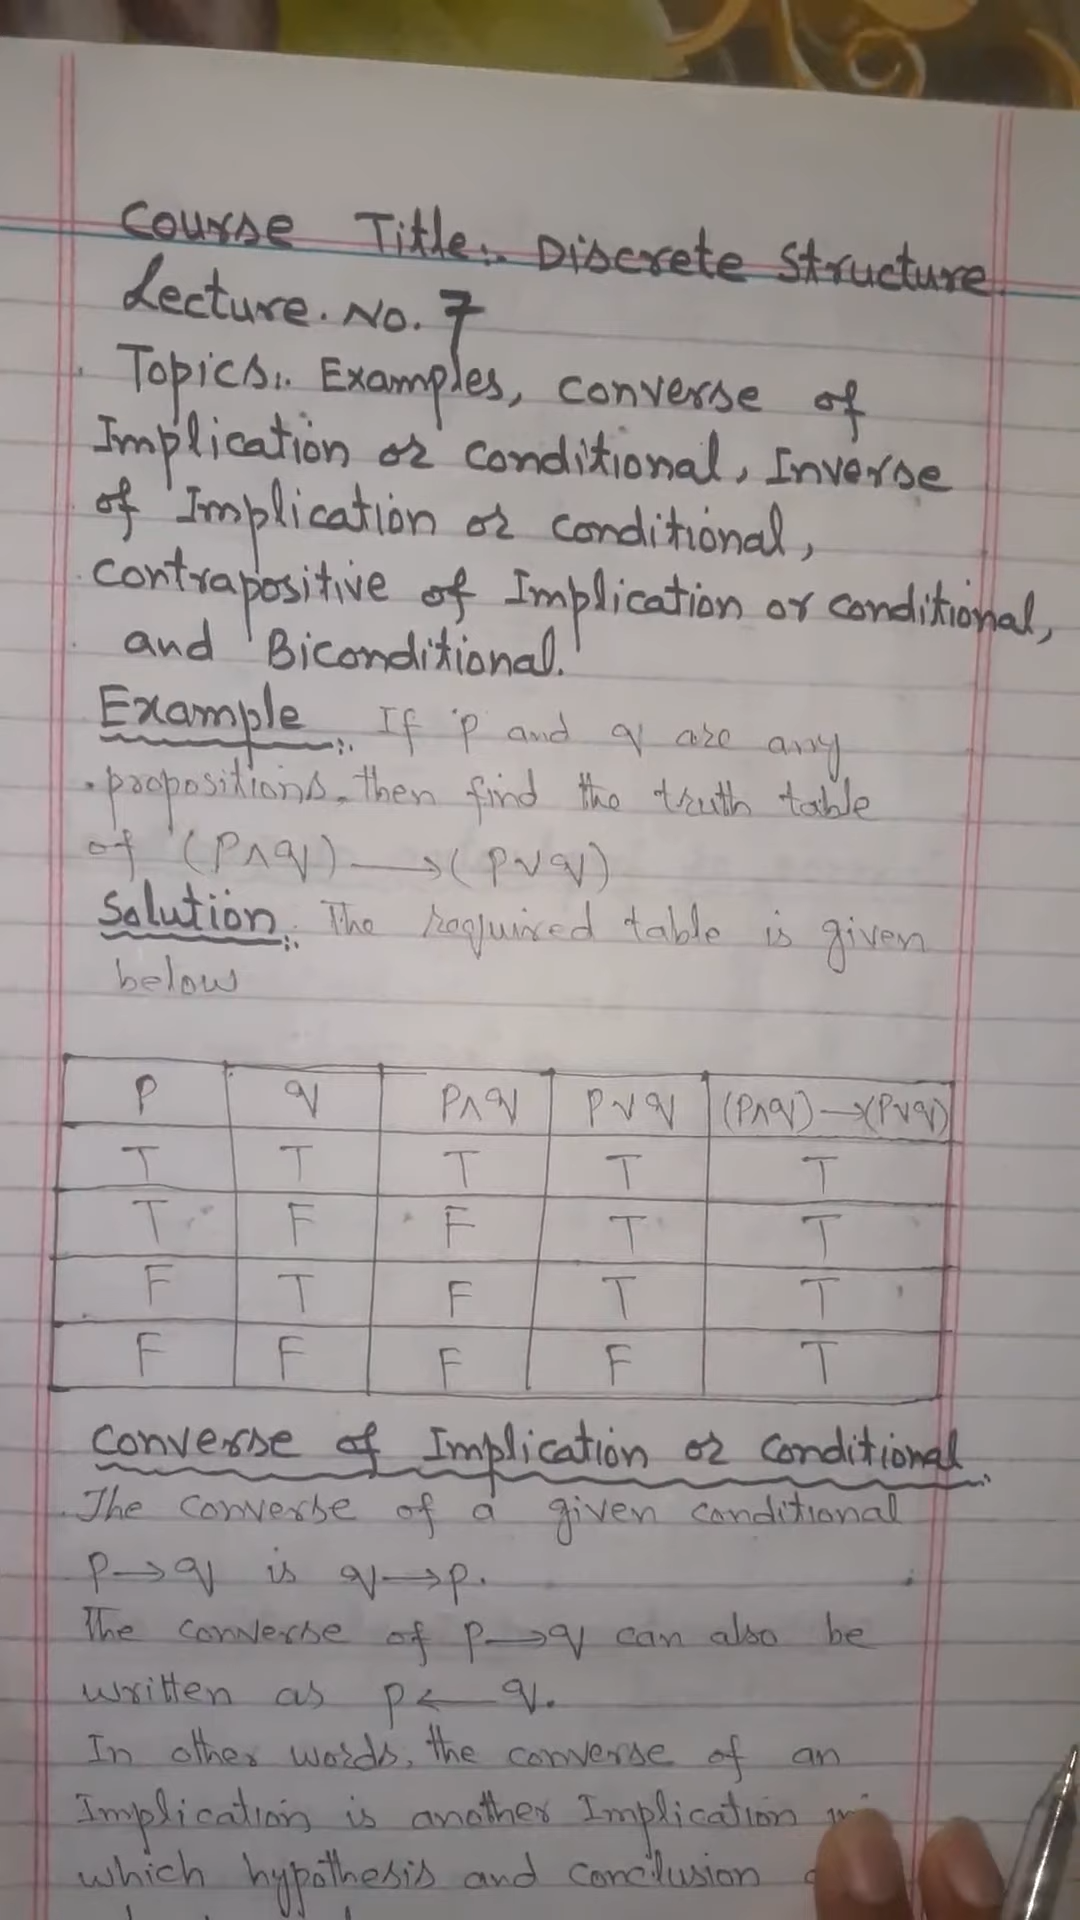 Course Title:. Discrete Structure
Lecture. No. 7
Topics:. Examples, converse of
Implication or conditional, Inverse
of Implication or conditional,
contrapositive of Implication or conditional,
and Biconditional.
Example:. If p and q are any
propositions, then find the truth table
of (p∧q) → (p∨q)
Solution:. The required table is given
below
P q P∧q P∨q (P∧q)→(P∨q)
T T T T T
T F F T T
F T F T T
F F F F T
Converse of Implication or Conditional:.
The converse of a given conditional
p→q is q→p.
The converse of p→q can also be
written as p← q.
In other words, the converse of an
Implication is another Implication
which hypothesis and conclusion